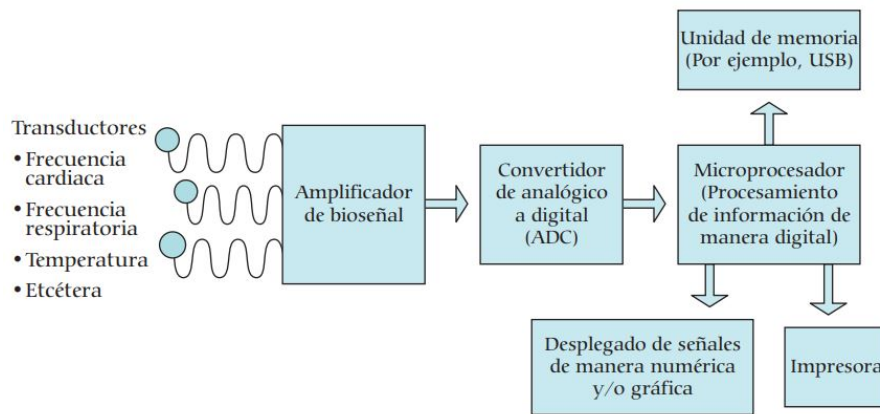 Transductores
• Frecuencia
cardiaca
• Frecuencia
respiratoria
• Temperatura
• Etcétera
Amplificador
de bioseñal
Convertidor
de analógico
a digital
(ADC)
Microprocesador
(Procesamiento
de información de
manera digital)
Unidad de memoria
(Por ejemplo, USB)
Desplegado de señales
de manera numérica
y/o gráfica
Impresora